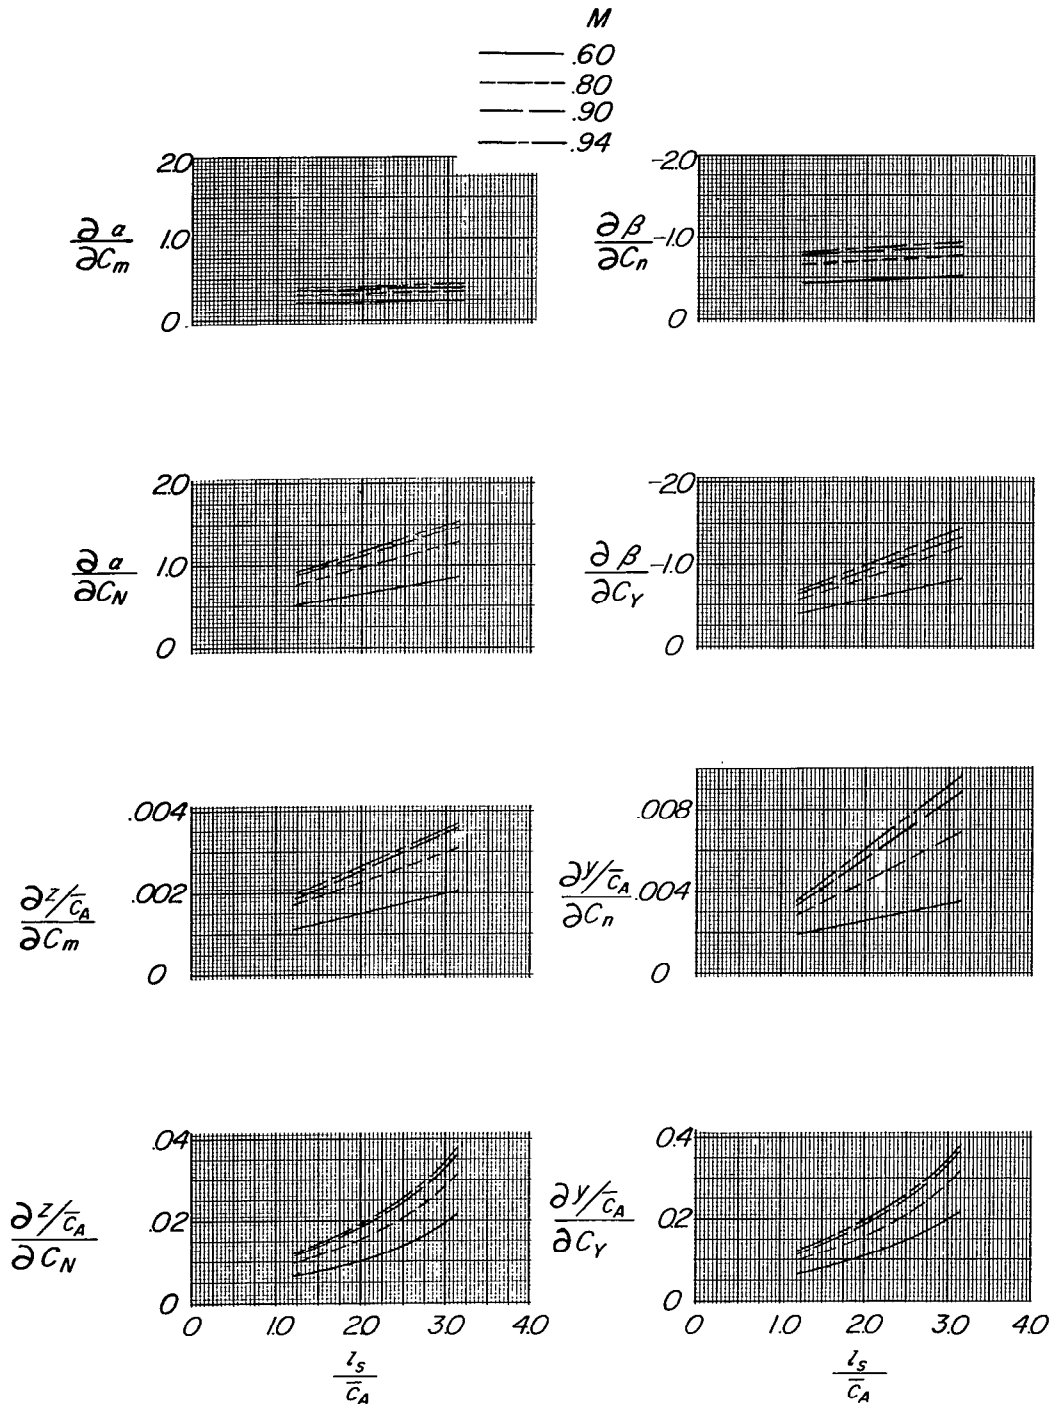 M
.60
.80
.90
.94
2.0
1.0
0
∂α
∂Cm
-2.0
-1.0
0
∂β
∂Cn
2.0
1.0
0
∂α
∂CN
-2.0
-1.0
0
∂β
∂CY
.004
.002
0
∂z/c̄A
∂Cm
.008
.004
0
∂y/c̄A
∂Cn
.04
.02
0
∂z/c̄A
∂CN
0.4
.02
0
∂y/c̄A
∂CY
0 1.0 2.0 3.0 4.0
ls
c̄A
0 1.0 2.0 3.0 4.0
ls
c̄A